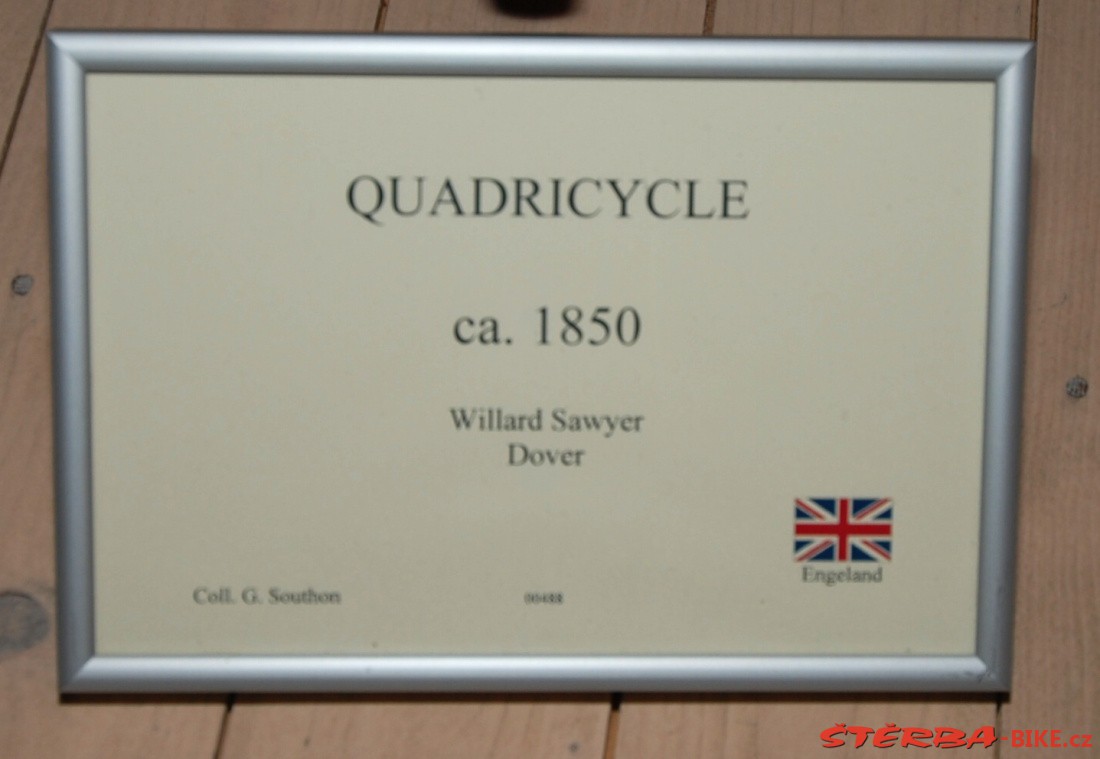 QUADRICYCLE
ca. 1850
Willard Sawyer
Dover
Engeland
Coll. G. Southon
00488
ŠTĚRBA-BIKE.cz